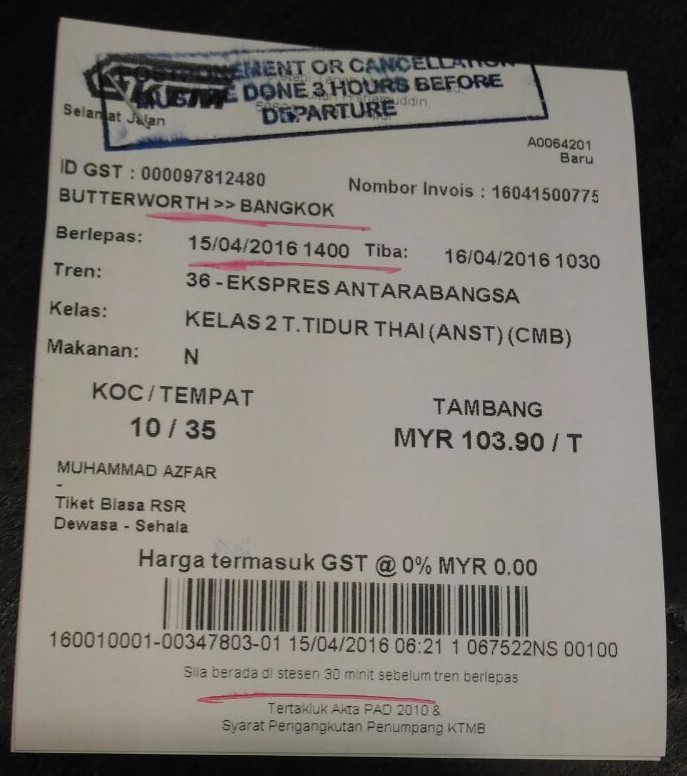 POSTPONEMENT OR CANCELLATION
MUST BE DONE 3 HOURS BEFORE
DEPARTURE
Selamat Jalan
A0064201
Baru
ID GST : 000097812480
Nombor Invois : 16041500775
BUTTERWORTH >> BANGKOK
Berlepas: 15/04/2016 1400 Tiba: 16/04/2016 1030
Tren: 36 - EKSPRES ANTARABANGSA
Kelas: KELAS 2 T.TIDUR THAI (ANST) (CMB)
Makanan: N
KOC / TEMPAT
10 / 35
TAMBANG
MYR 103.90 / T
MUHAMMAD AZFAR
-
Tiket Biasa RSR
Dewasa - Sehala
Harga termasuk GST @ 0% MYR 0.00
160010001-00347803-01 15/04/2016 06:21 1 067522NS 00100
Sila berada di stesen 30 minit sebelum tren berlepas
Tertakluk Akta PAD 2010 &
Syarat Pengangkutan Penumpang KTMB